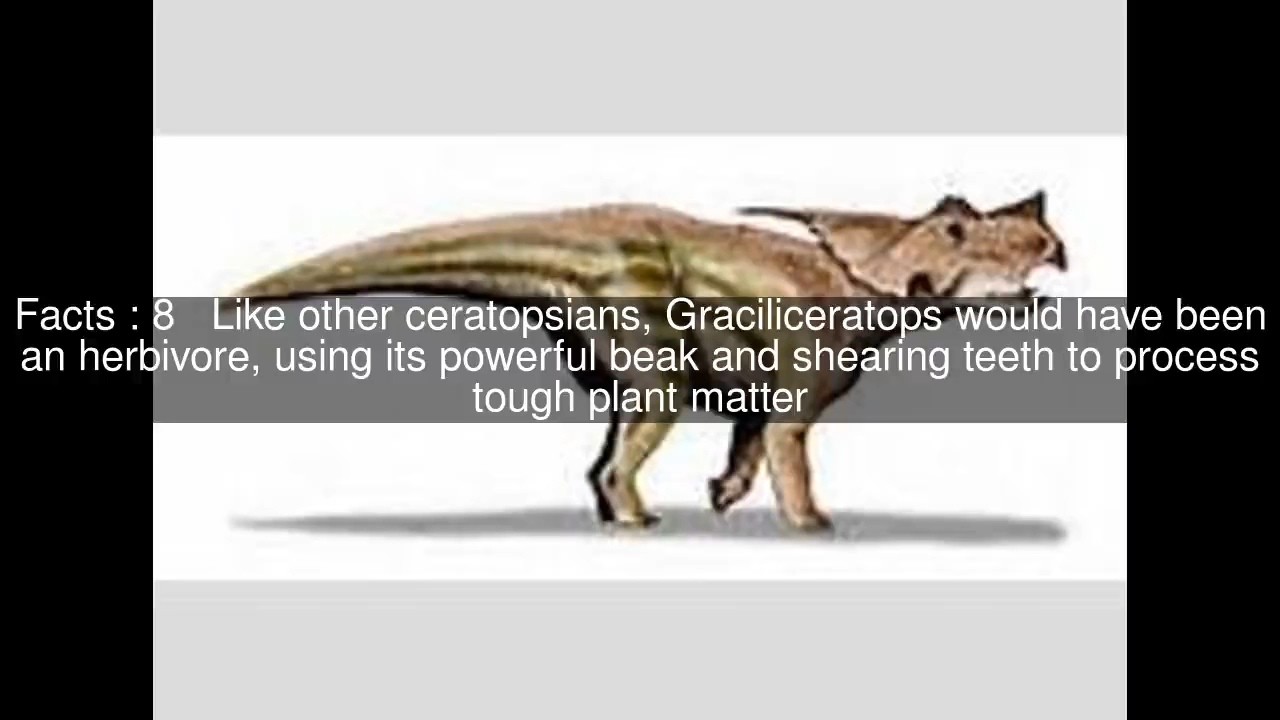 Facts : 8 Like other ceratopsians, Graciliceratops would have been
an herbivore, using its powerful beak and shearing teeth to process
tough plant matter